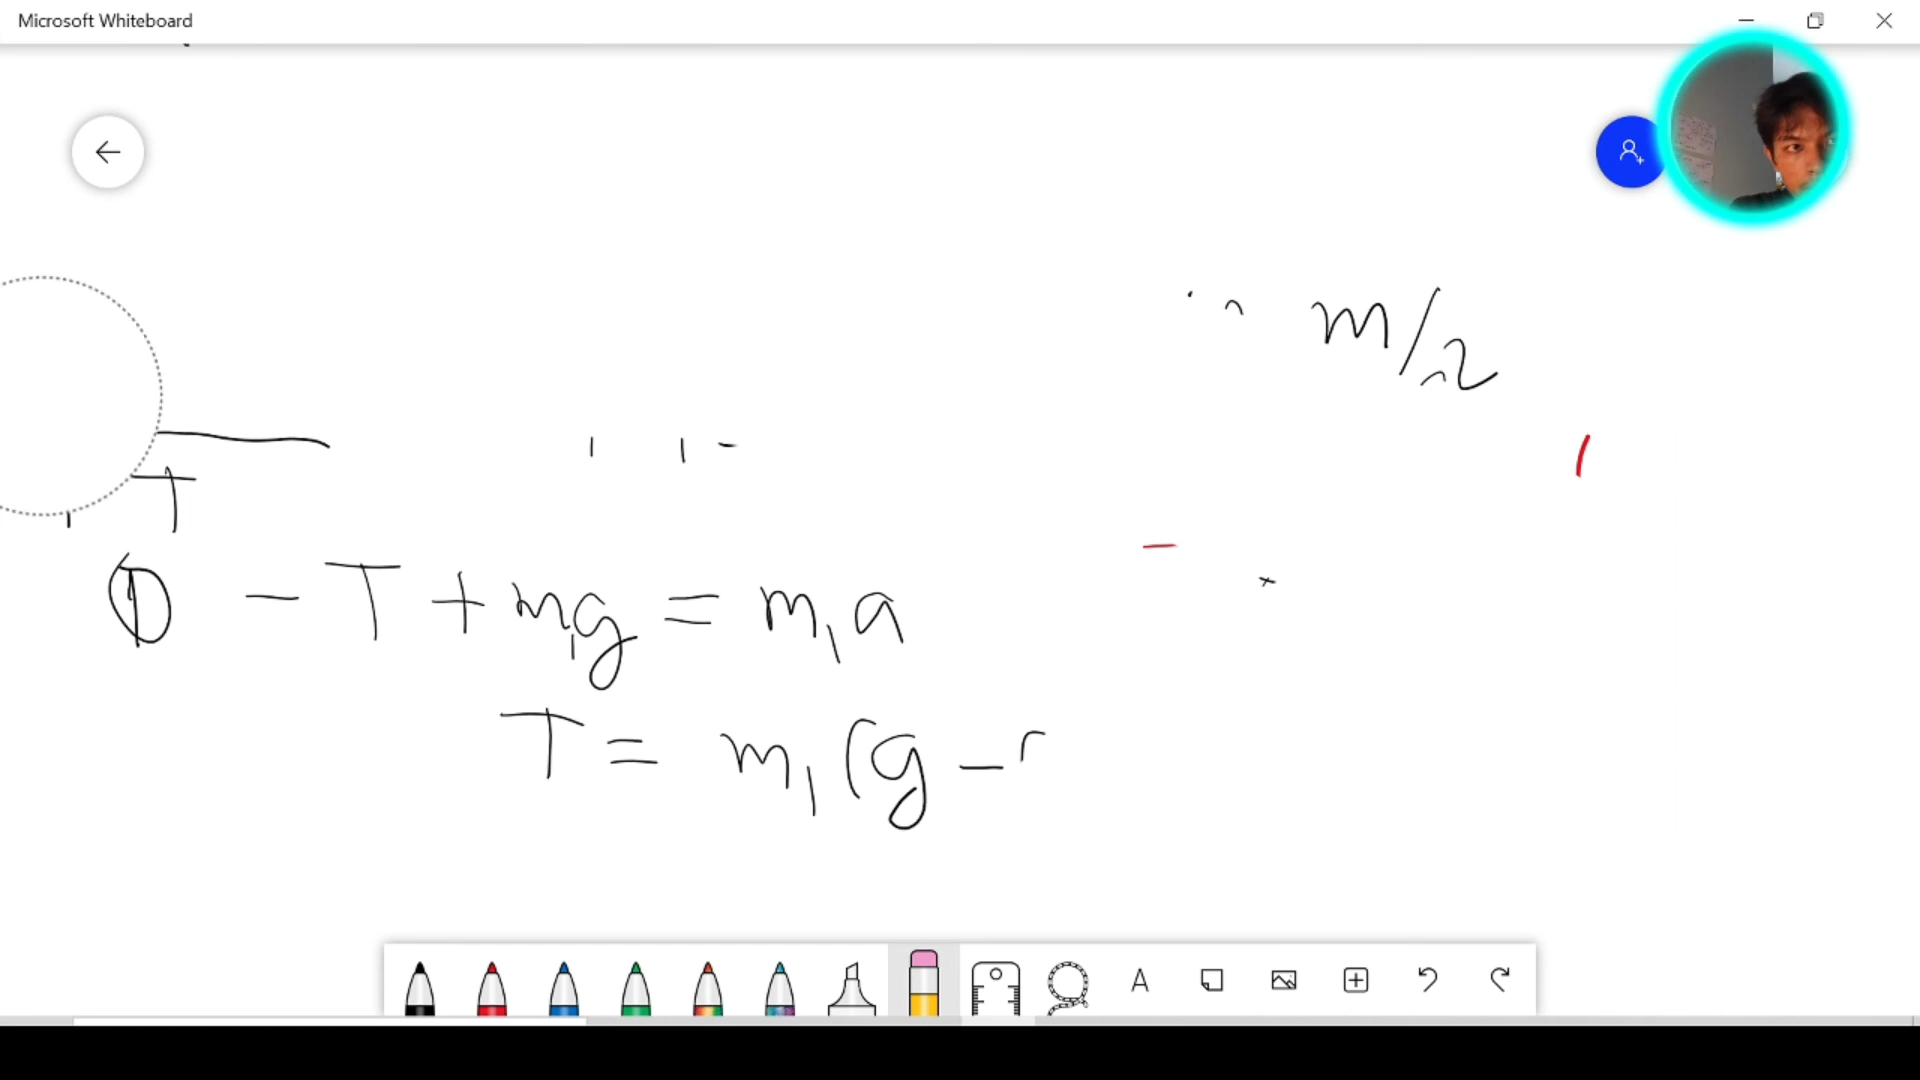 Microsoft Whiteboard
m/2
T
① - T + m₁g = m₁a
T = m₁(g -
A